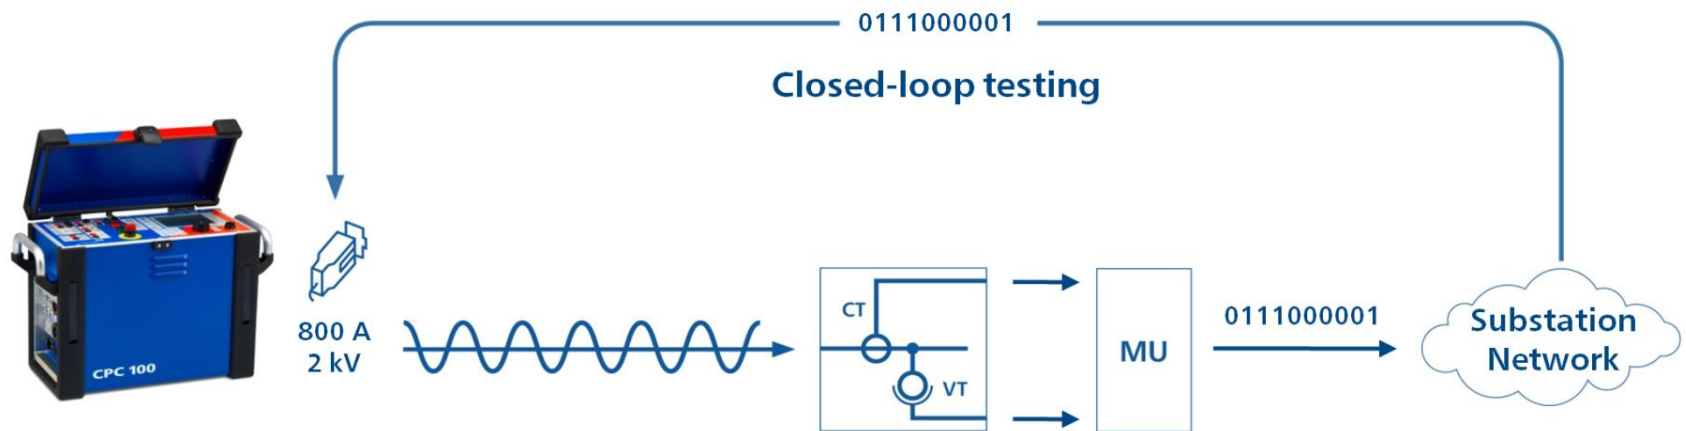 0111000001
Closed-loop testing
CPC 100
800 A
2 kV
CT
VT
MU
0111000001
Substation
Network